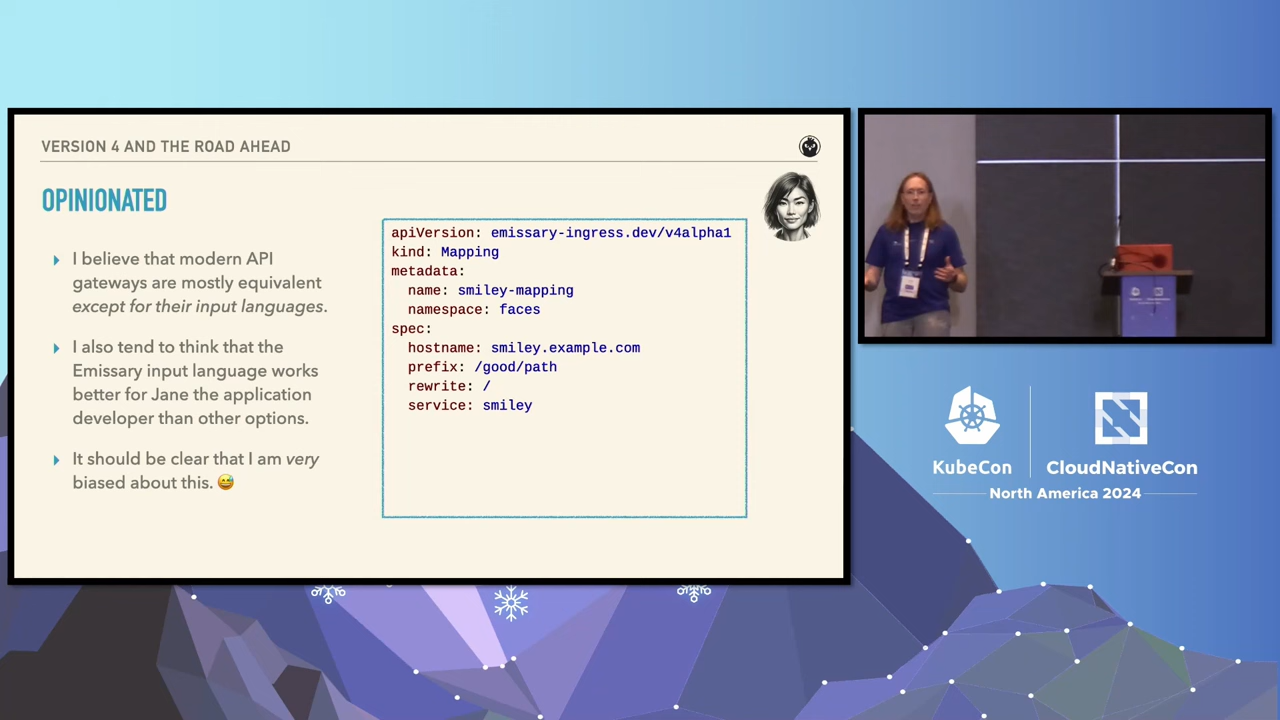 VERSION 4 AND THE ROAD AHEAD
OPINIONATED
I believe that modern API
gateways are mostly equivalent
except for their input languages.
I also tend to think that the
Emissary input language works
better for Jane the application
developer than other options.
It should be clear that I am very
biased about this. 😅
apiVersion: emissary-ingress.dev/v4alpha1
kind: Mapping
metadata:
  name: smiley-mapping
  namespace: faces
spec:
  hostname: smiley.example.com
  prefix: /good/path
  rewrite: /
  service: smiley
KubeCon
CloudNativeCon
North America 2024